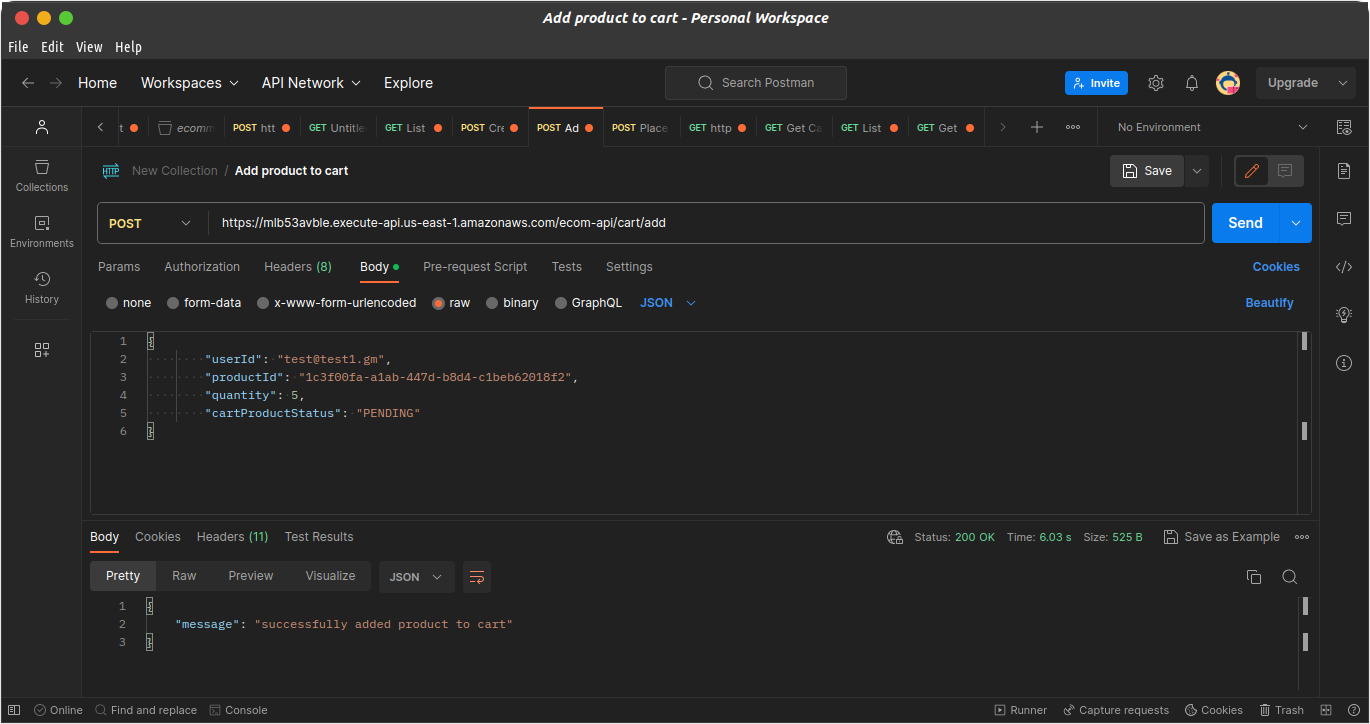 Add product to cart - Personal Workspace
File Edit View Help
Home Workspaces API Network Explore Search Postman Invite Upgrade
t ecomm POST htt GET Untitle GET List POST Cre POST Ad POST Place GET http GET Get Ca GET List GET Get No Environment
HTTP New Collection / Add product to cart Save
Collections
POST https://mlb53avble.execute-api.us-east-1.amazonaws.com/ecom-api/cart/add Send
Environments
Params Authorization Headers (8) Body Pre-request Script Tests Settings Cookies
History
none form-data x-www-form-urlencoded raw binary GraphQL JSON Beautify
1 {
2 "userId": "test@test1.gm",
3 "productId": "1c3f00fa-a1ab-447d-b8d4-c1beb62018f2",
4 "quantity": 5,
5 "cartProductStatus": "PENDING"
6 }
Body Cookies Headers (11) Test Results Status: 200 OK Time: 6.03 s Size: 525 B Save as Example
Pretty Raw Preview Visualize JSON
1 {
2 "message": "successfully added product to cart"
3 }
Online Find and replace Console Runner Capture requests Cookies Trash